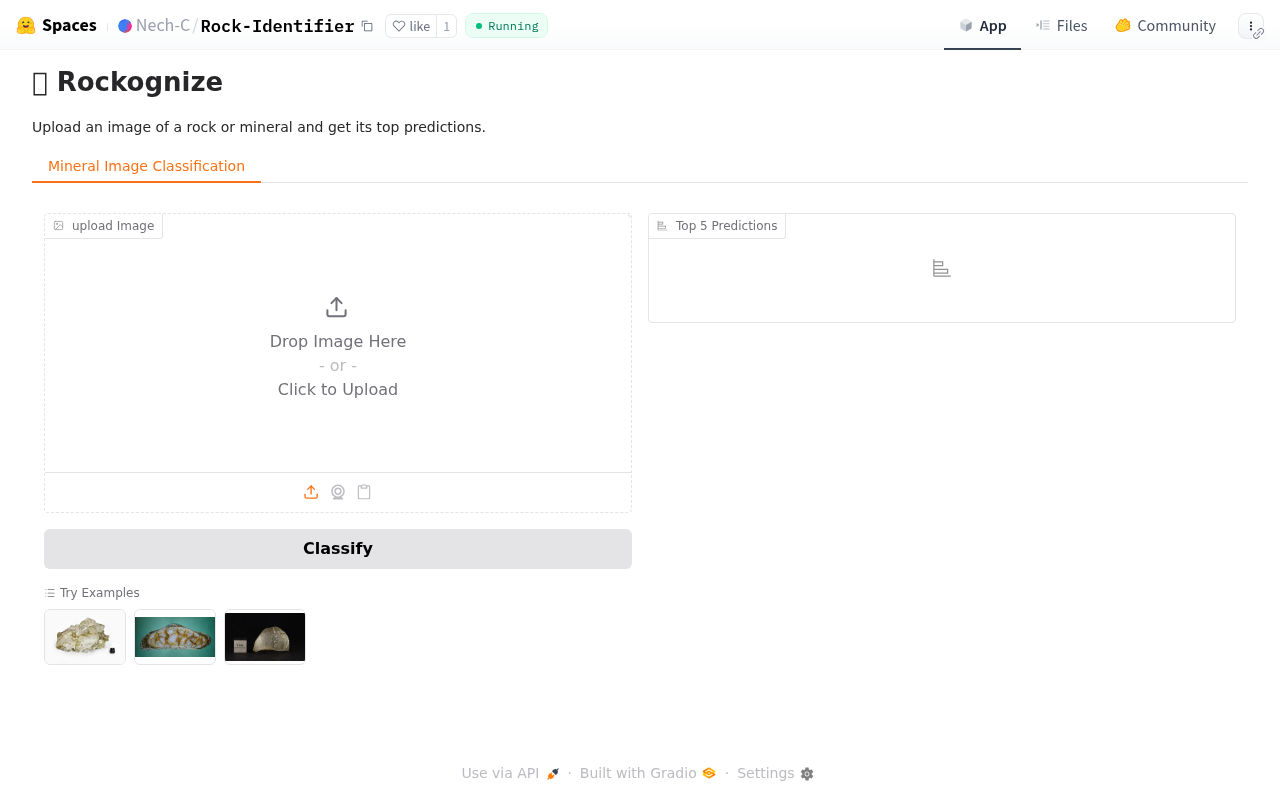 Spaces
Nech-C / Rock-Identifier
like 1
Running
App
Files
Community
Rockognize
Upload an image of a rock or mineral and get its top predictions.
Mineral Image Classification
upload Image
Drop Image Here
- or -
Click to Upload
Classify
Try Examples
Top 5 Predictions
Use via API · Built with Gradio · Settings